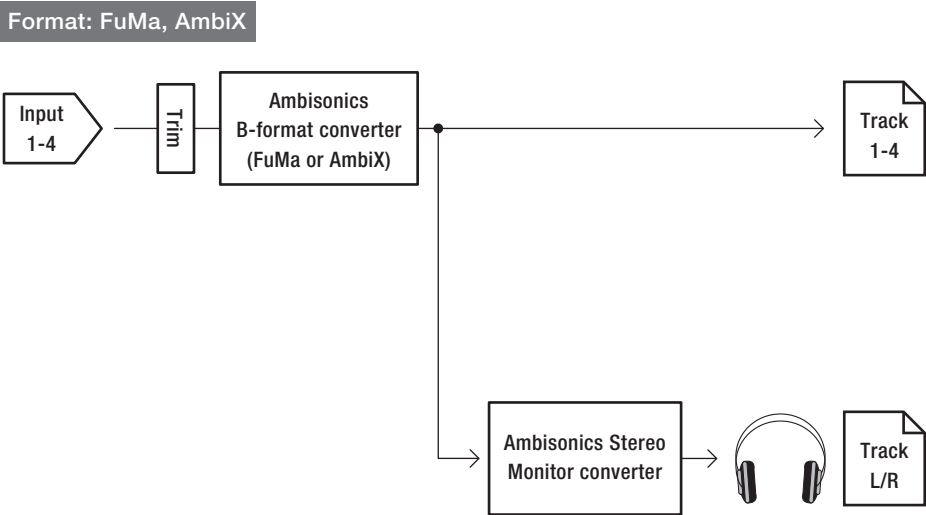 Format: FuMa, AmbiX
Input
1-4
Trim
Ambisonics
B-format converter
(FuMa or AmbiX)
Track
1-4
Ambisonics Stereo
Monitor converter
Track
L/R